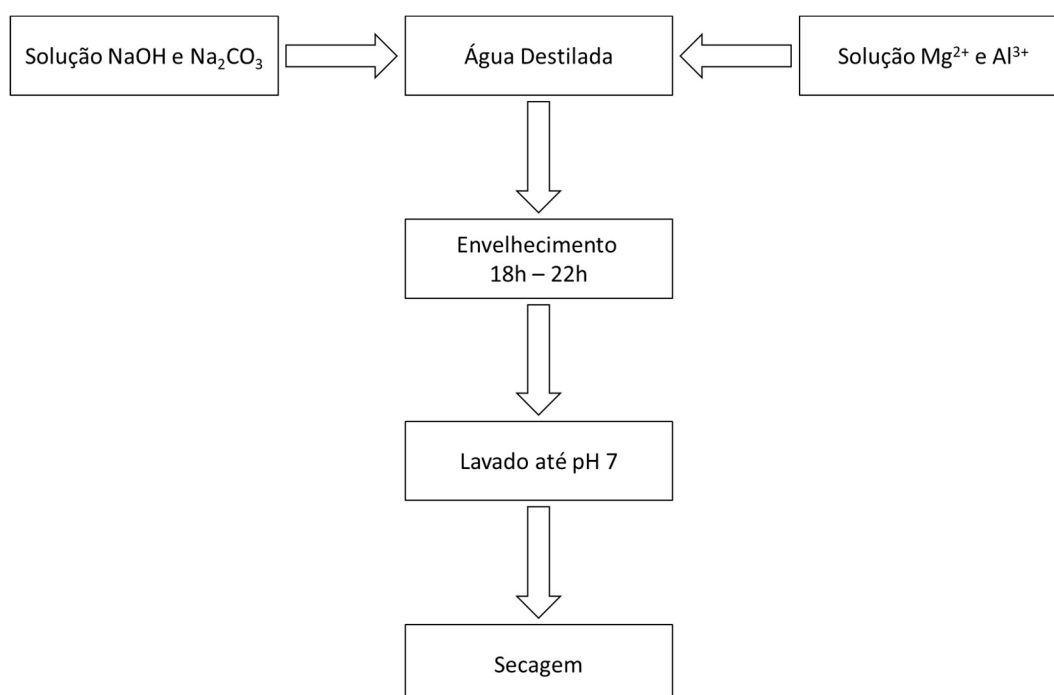 Solução NaOH e Na₂CO₃
Água Destilada
Solução Mg²⁺ e Al³⁺
Envelhecimento
18h – 22h
Lavado até pH 7
Secagem